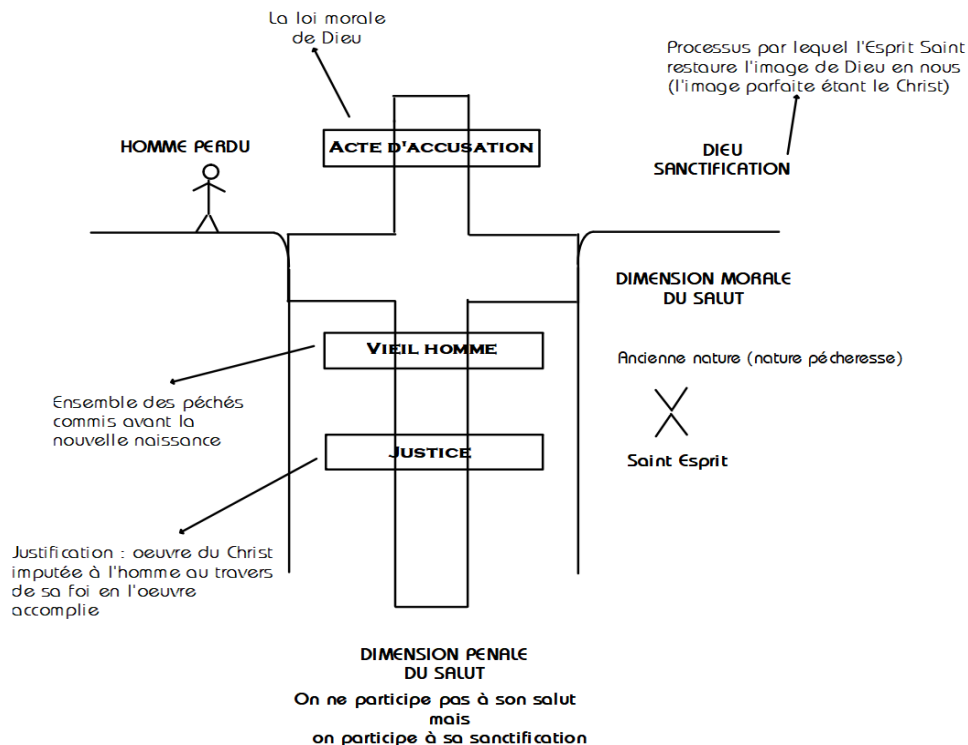 La loi morale
de Dieu
Processus par lequel l'Esprit Saint
restaure l'image de Dieu en nous
(l'image parfaite étant le Christ)
HOMME PERDU
ACTE D'ACCUSATION
DIEU
SANCTIFICATION
DIMENSION MORALE
DU SALUT
VIEIL HOMME
Ancienne nature (nature pécheresse)
Ensemble des péchés
commis avant la
nouvelle naissance
JUSTICE
Saint Esprit
Justification : oeuvre du Christ
imputée à l'homme au travers
de sa foi en l'oeuvre
accomplie
DIMENSION PENALE
DU SALUT
On ne participe pas à son salut
mais
on participe à sa sanctification